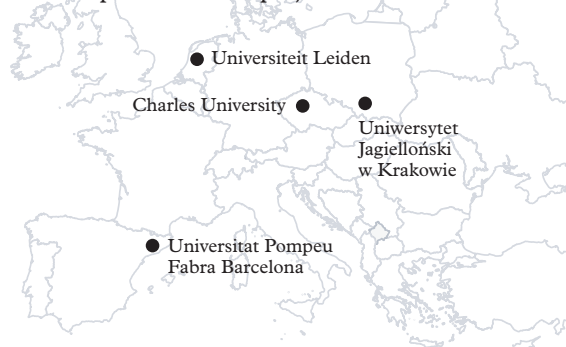 Universiteit Leiden
Charles University
Uniwersytet
Jagielloński
w Krakowie
Universitat Pompeu
Fabra Barcelona